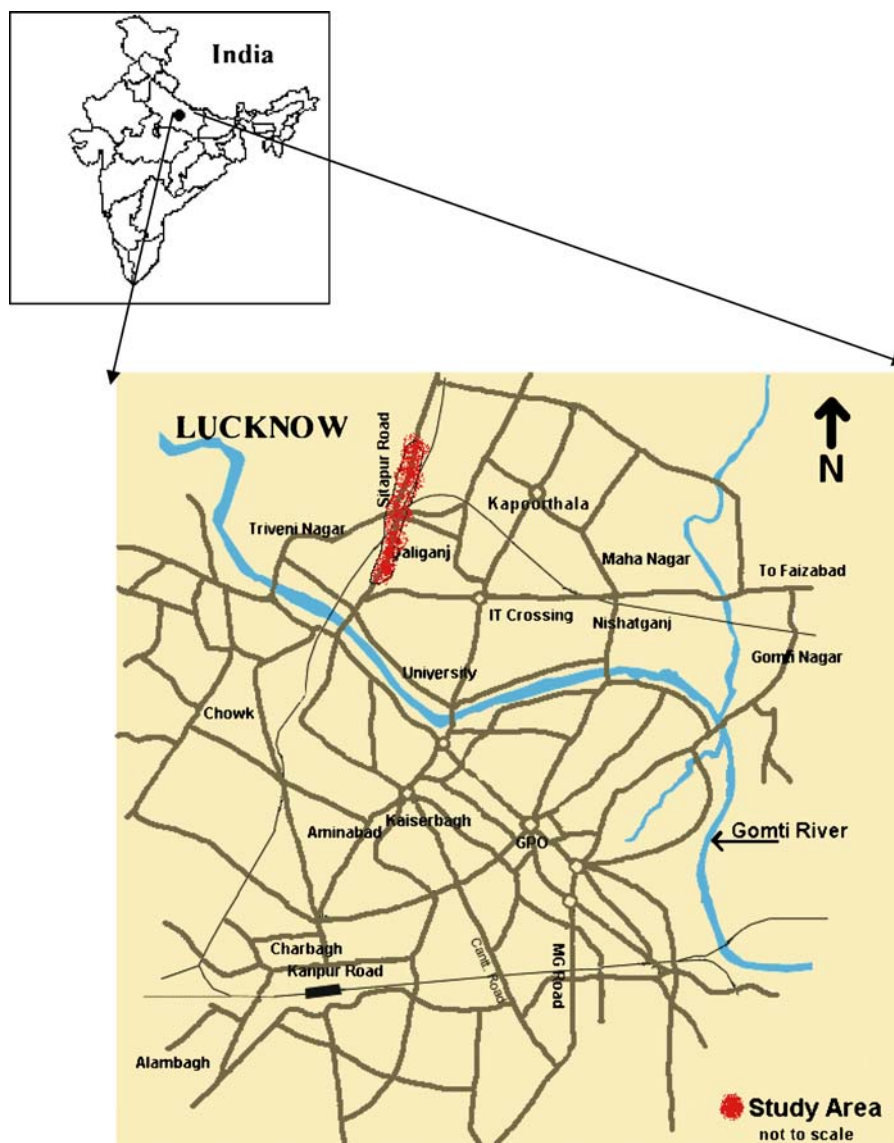 India
LUCKNOW
Sitapur Road
N
Kapoorthala
Triveni Nagar
Daliganj
Maha Nagar
To Faizabad
IT Crossing
Nishatganj
University
Gomti Nagar
Chowk
Kaiserbagh
Aminabad
GPO
Gomti River
Charbagh
Kanpur Road
Cantt. Road
MG Road
Alambagh
Study Area
not to scale